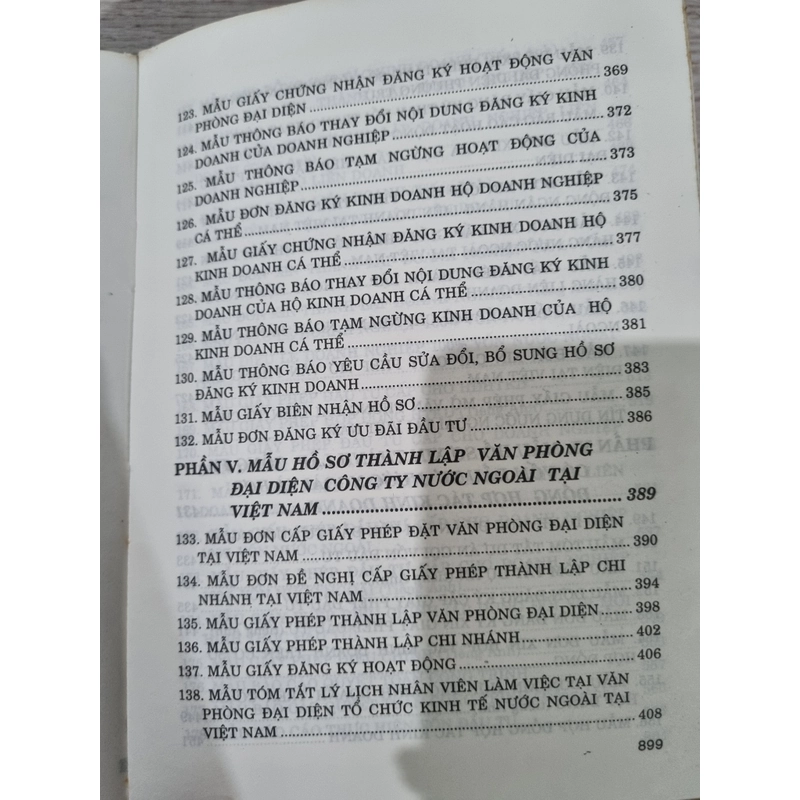 123. MẪU GIẤY CHỨNG NHẬN ĐĂNG KÝ HOẠT ĐỘNG VĂN
PHÒNG ĐẠI DIỆN ........ 369
124. MẪU THÔNG BÁO THAY ĐỔI NỘI DUNG ĐĂNG KÝ KINH
DOANH CỦA DOANH NGHIỆP ........ 372
125. MẪU THÔNG BÁO TẠM NGỪNG HOẠT ĐỘNG CỦA
DOANH NGHIỆP ........ 373
126. MẪU ĐƠN ĐĂNG KÝ KINH DOANH HỘ DOANH NGHIỆP
CÁ THỂ ........ 375
127. MẪU GIẤY CHỨNG NHẬN ĐĂNG KÝ KINH DOANH HỘ
KINH DOANH CÁ THỂ ........ 377
128. MẪU THÔNG BÁO THAY ĐỔI NỘI DUNG ĐĂNG KÝ KINH
DOANH CỦA HỘ KINH DOANH CÁ THỂ ........ 380
129. MẪU THÔNG BÁO TẠM NGỪNG KINH DOANH CỦA HỘ
KINH DOANH CÁ THỂ ........ 381
130. MẪU THÔNG BÁO YÊU CẦU SỬA ĐỔI, BỔ SUNG HỒ SƠ
ĐĂNG KÝ KINH DOANH ........ 383
131. MẪU GIẤY BIÊN NHẬN HỒ SƠ ........ 385
132. MẪU ĐƠN ĐĂNG KÝ ƯU ĐÃI ĐẦU TƯ ........ 386
PHẦN V. MẪU HỒ SƠ THÀNH LẬP VĂN PHÒNG
ĐẠI DIỆN CÔNG TY NƯỚC NGOÀI TẠI
VIỆT NAM ........ 389
133. MẪU ĐƠN CẤP GIẤY PHÉP ĐẶT VĂN PHÒNG ĐẠI DIỆN
TẠI VIỆT NAM ........ 390
134. MẪU ĐƠN ĐỀ NGHỊ CẤP GIẤY PHÉP THÀNH LẬP CHI
NHÁNH TẠI VIỆT NAM ........ 394
135. MẪU GIẤY PHÉP THÀNH LẬP VĂN PHÒNG ĐẠI DIỆN ........ 398
136. MẪU GIẤY PHÉP THÀNH LẬP CHI NHÁNH ........ 402
137. MẪU GIẤY ĐĂNG KÝ HOẠT ĐỘNG ........ 406
138. MẪU TÓM TẮT LÝ LỊCH NHÂN VIÊN LÀM VIỆC TẠI VĂN
PHÒNG ĐẠI DIỆN TỔ CHỨC KINH TẾ NƯỚC NGOÀI TẠI
VIỆT NAM ........ 408
899